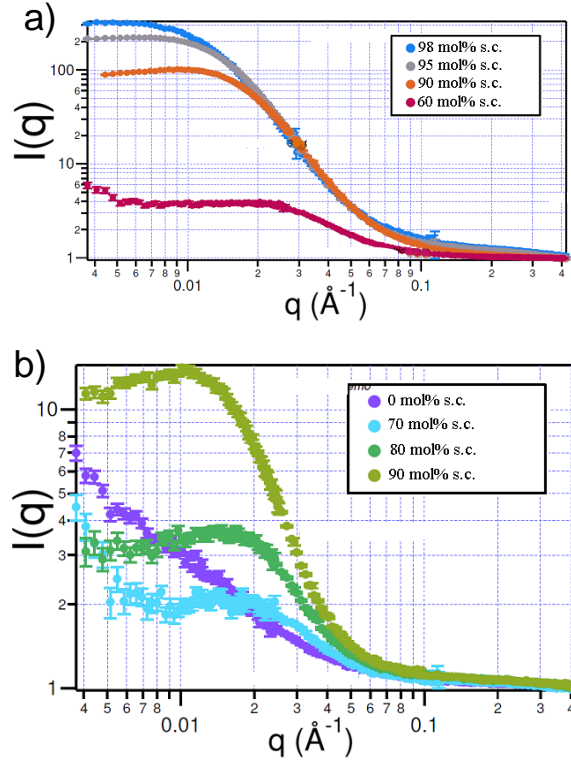 a)
98 mol% s.c.
95 mol% s.c.
90 mol% s.c.
60 mol% s.c.
I(q)
100
10
1
2
4
6
8
2
4
6
8
2
4 5 6 7 8 9 0.01 2 3 4 5 6 7 8 9 0.1 2 3 4
q (Å-1)
b)
0 mol% s.c.
70 mol% s.c.
80 mol% s.c.
90 mol% s.c.
I(q)
10
8
7
6
5
4
3
2
1
4 5 6 7 8 0.01 2 3 4 5 6 7 8 0.1 2 3 4
q (Å-1)